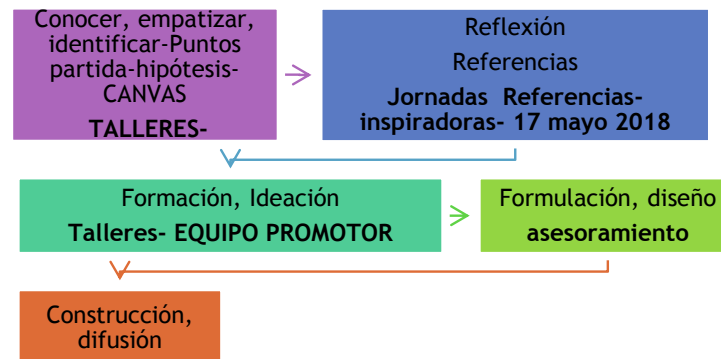 Conocer, empatizar,
identificar-Puntos
partida-hipótesis-
CANVAS
TALLERES-
Reflexión
Referencias
Jornadas Referencias-
inspiradoras- 17 mayo 2018
Formación, Ideación
Talleres- EQUIPO PROMOTOR
Formulación, diseño
asesoramiento
Construcción,
difusión